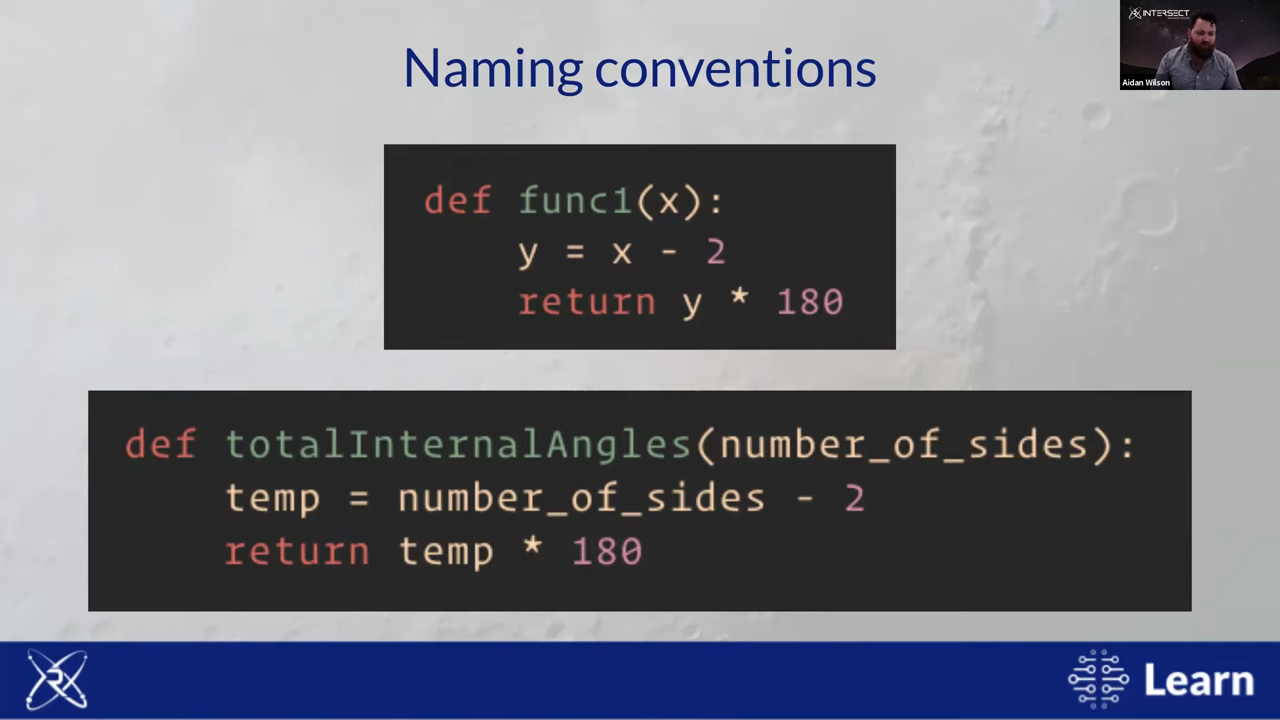 Naming conventions
INTERSECT
Aidan Wilson
def func1(x):
    y = x - 2
    return y * 180
def totalInternalAngles(number_of_sides):
    temp = number_of_sides - 2
    return temp * 180
Learn